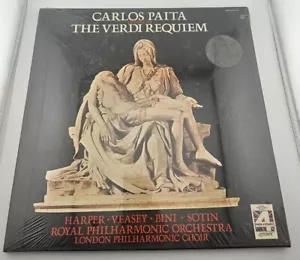 CARLOS PAITA
THE VERDI REQUIEM
HARPER · VEASEY · BINI · SOTIN
ROYAL PHILHARMONIC ORCHESTRA
LONDON PHILHARMONIC CHOIR